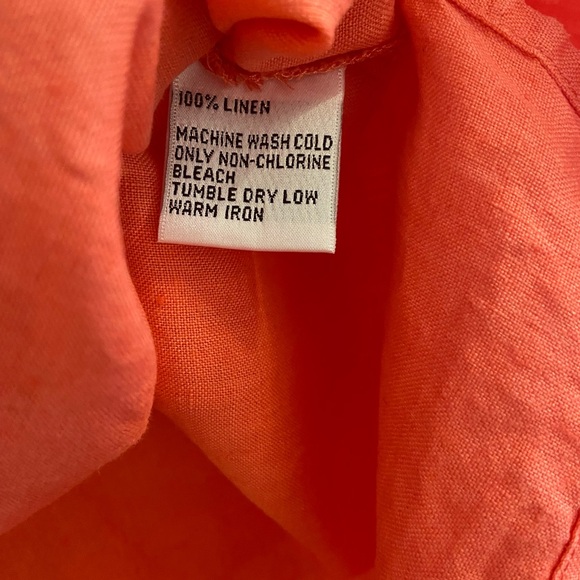 100% LINEN
MACHINE WASH COLD
ONLY NON-CHLORINE
BLEACH
TUMBLE DRY LOW
WARM IRON